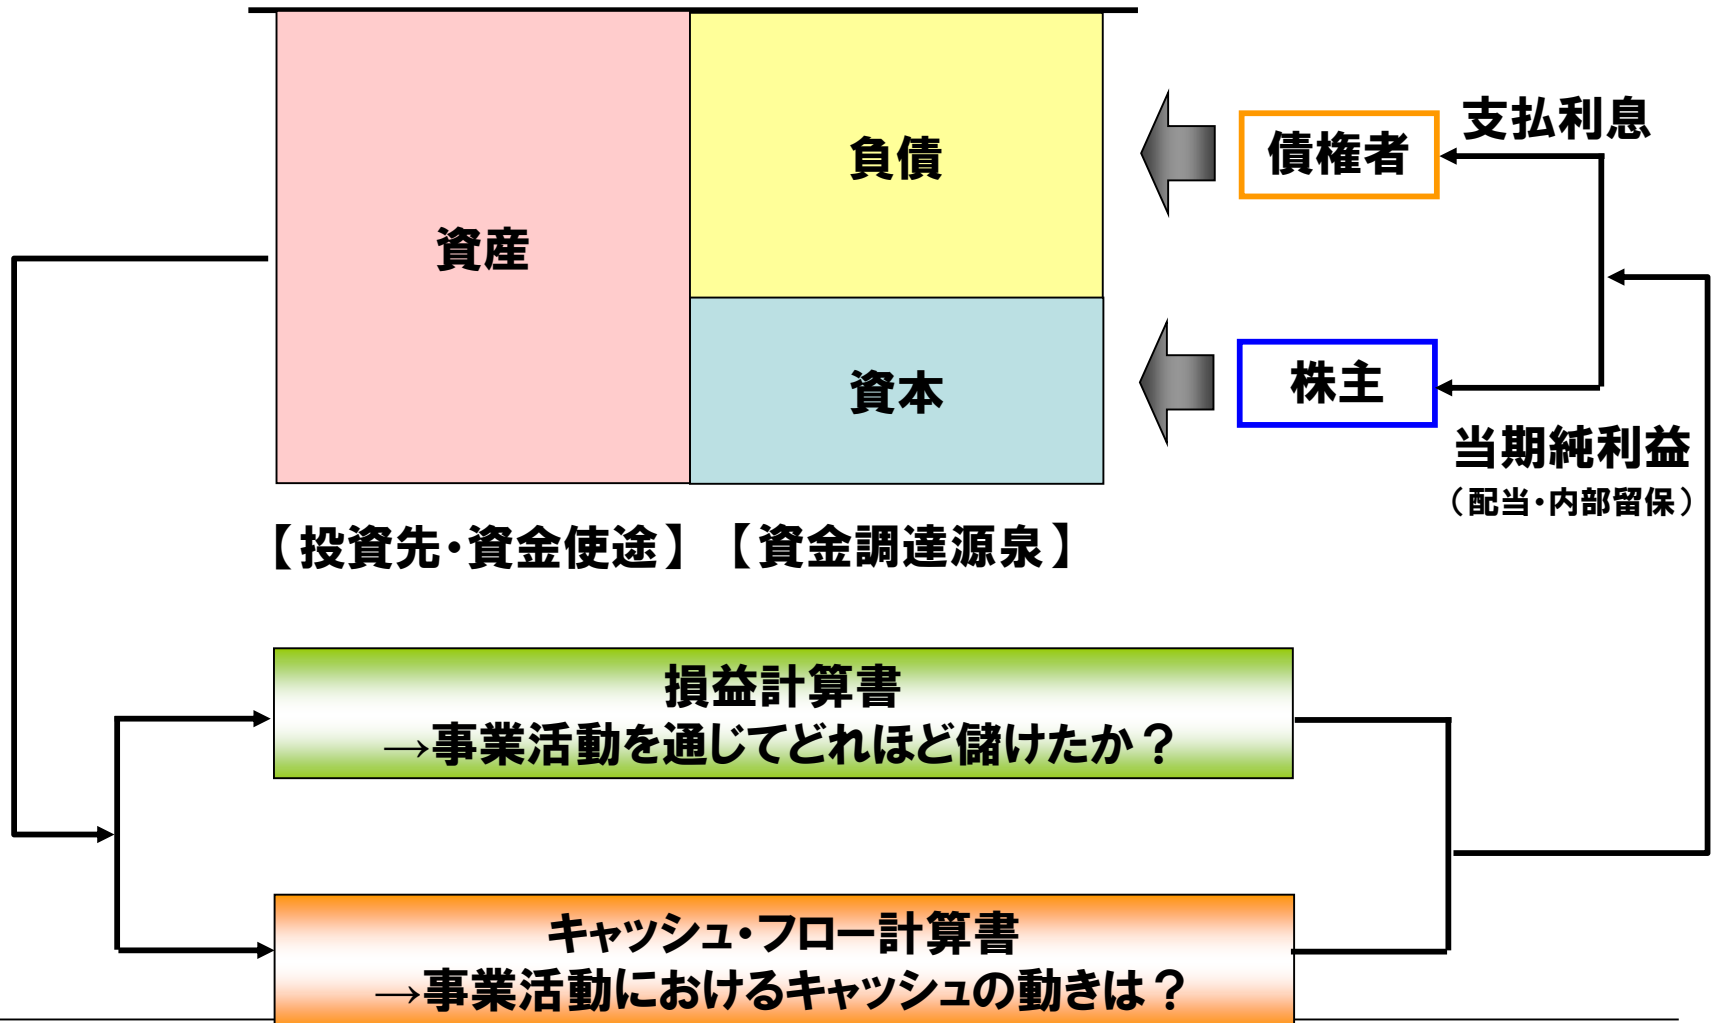 負債
資産
資本
債権者
支払利息
株主
当期純利益
（配当・内部留保）
【投資先・資金使途】 【資金調達源泉】
損益計算書
→事業活動を通じてどれほど儲けたか？
キャッシュ・フロー計算書
→事業活動におけるキャッシュの動きは？